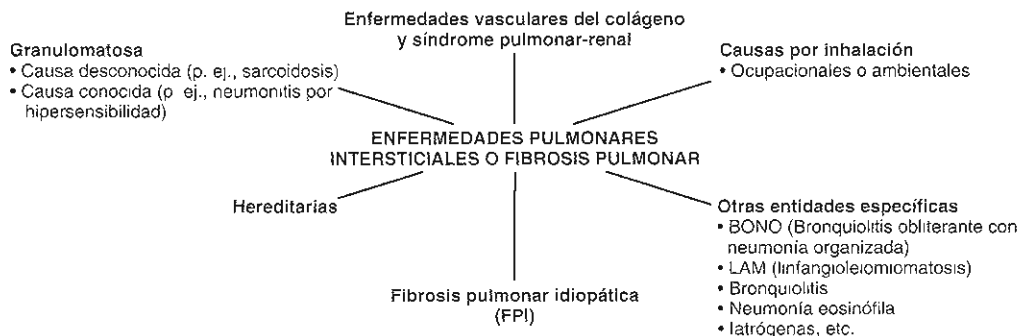 Enfermedades vasculares del colágeno
y síndrome pulmonar-renal
Granulomatosa
• Causa desconocida (p. ej., sarcoidosis)
• Causa conocida (p ej., neumonitis por
hipersensibilidad)
Causas por inhalación
• Ocupacionales o ambientales
ENFERMEDADES PULMONARES
INTERSTICIALES O FIBROSIS PULMONAR
Hereditarias
Fibrosis pulmonar idiopática
(FPI)
Otras entidades específicas
• BONO (Bronquiolitis obliterante con
neumonía organizada)
• LAM (linfangioleiomiomatosis)
• Bronquiolitis
• Neumonía eosinófila
• Iatrógenas, etc.